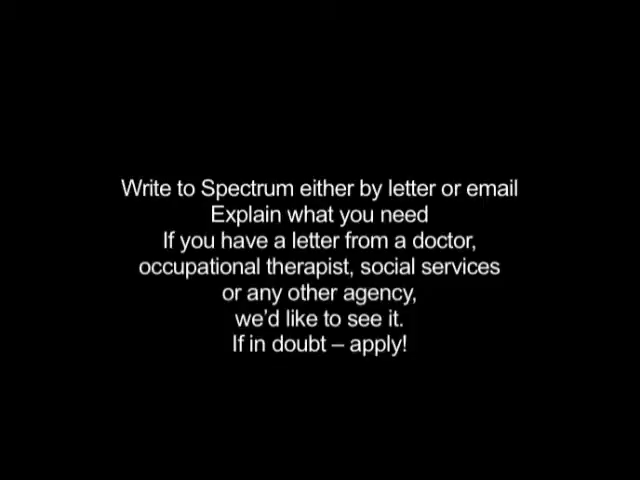 Write to Spectrum either by letter or email
Explain what you need
If you have a letter from a doctor,
occupational therapist, social services
or any other agency,
we'd like to see it.
If in doubt – apply!